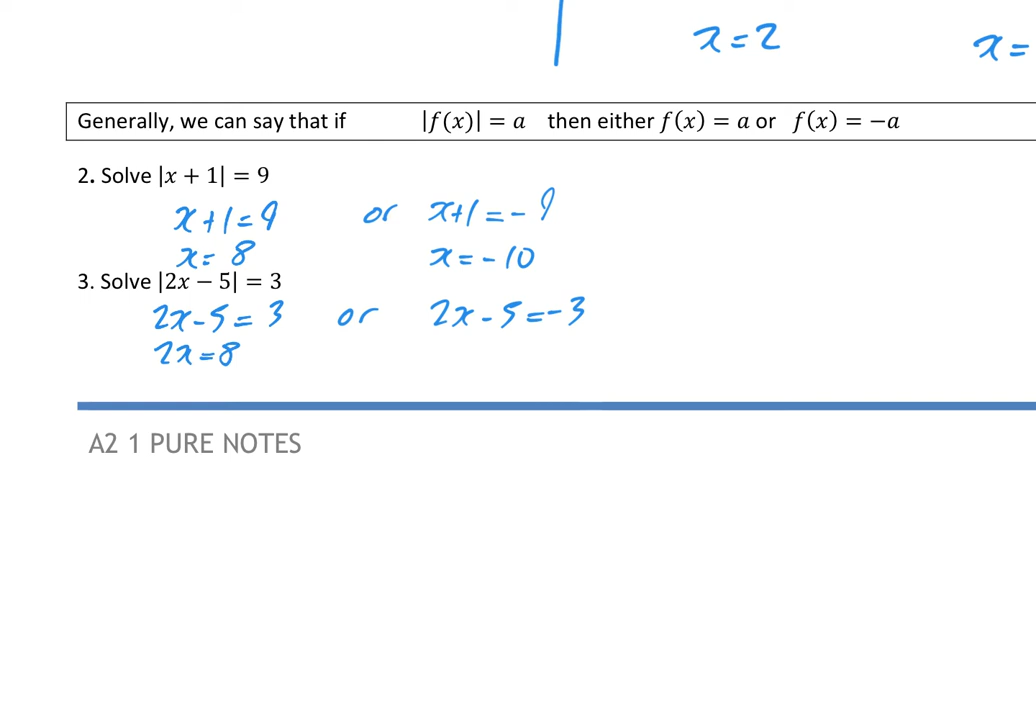 x = 2 x =
Generally, we can say that if |f(x)| = a then either f(x) = a or f(x) = −a
2. Solve |x + 1| = 9
x+1 = 9 or x+1 = - 9
x = 8 x = - 10
3. Solve |2x − 5| = 3
2x - 5 = 3 or 2x - 5 = - 3
2x = 8
A2 1 PURE NOTES